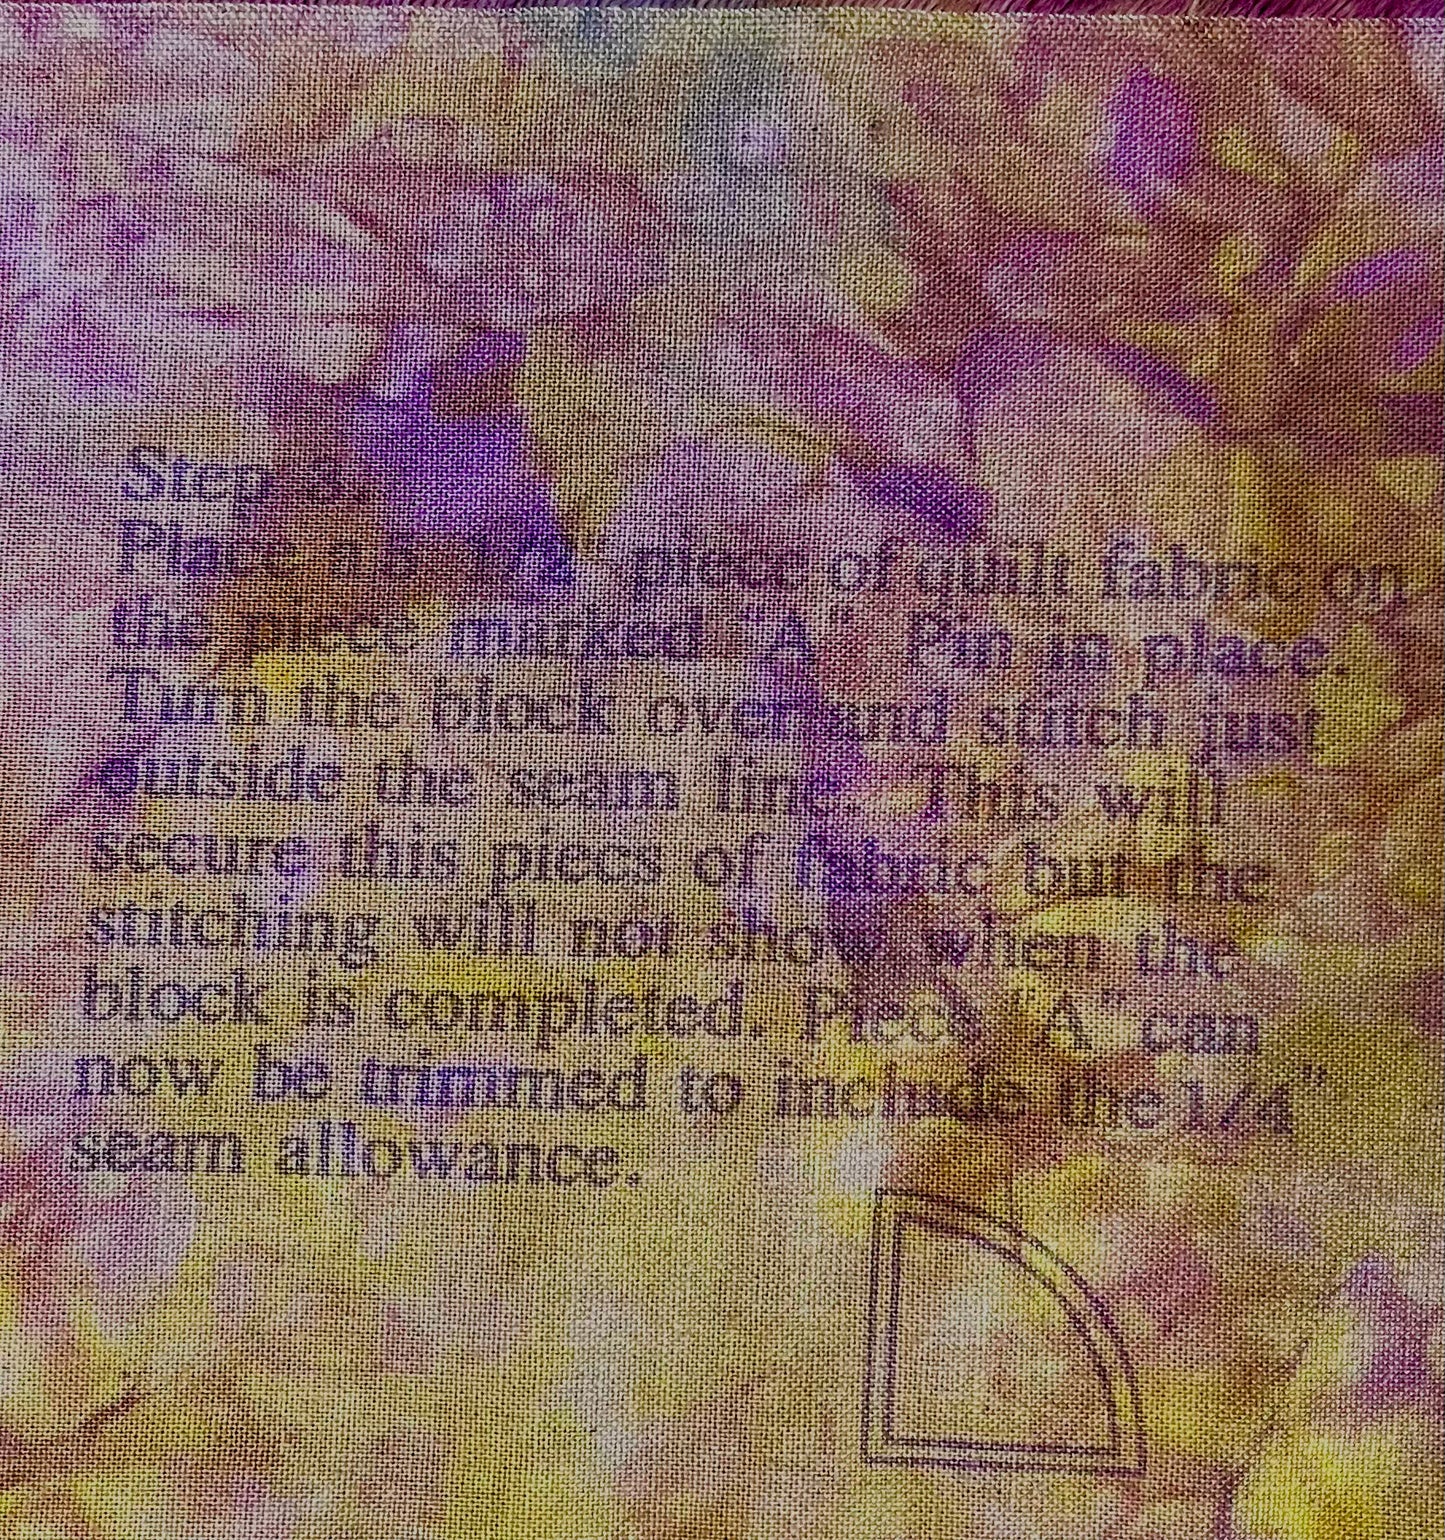 Step 3.
Place a piece of quilt fabric on
the piece marked "A". Pin in place.
Turn the block over and stitch just
outside the seam line. This will
secure this piecs of fabric but the
stitching will not show when the
block is completed. Piece "A" can
now be trimmed to include the 1/4"
seam allowance.